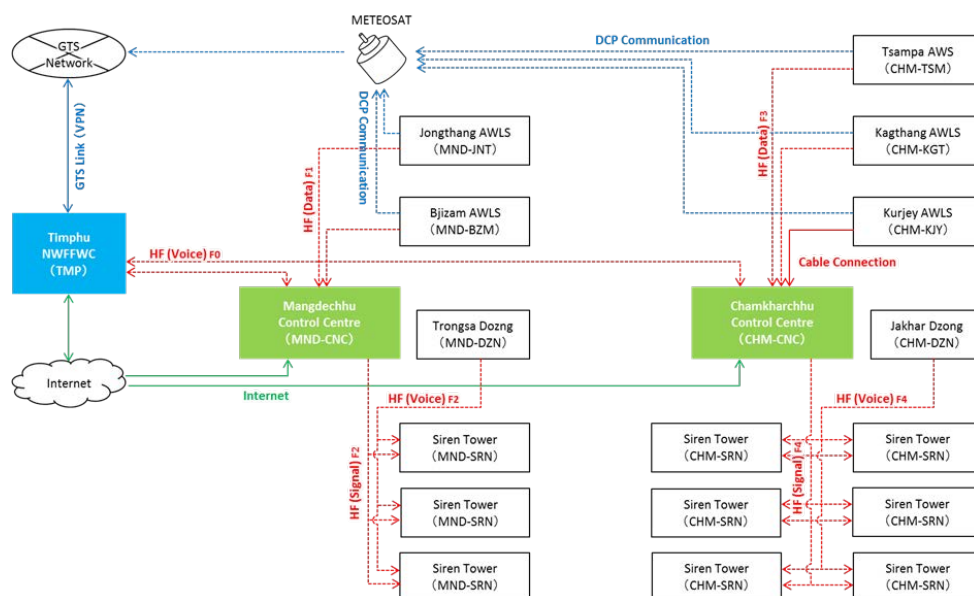 METEOSAT
GTS
Network
DCP Communication
Tsampa AWS
(CHM-TSM)
GTS Link (VPN)
DCP Communication
Jongthang AWLS
(MND-JNT)
HF (Data) F3
Kagthang AWLS
(CHM-KGT)
HF (Data) F1
Bjizam AWLS
(MND-BZM)
Kurjey AWLS
(CHM-KJY)
Timphu
NWFFWC
(TMP)
HF (Voice) F0
Cable Connection
Mangdechhu
Control Centre
(MND-CNC)
Trongsa Dozng
(MND-DZN)
Chamkharchhu
Control Centre
(CHM-CNC)
Jakhar Dzong
(CHM-DZN)
Internet
Internet
HF (Voice) F2
HF (Voice) F4
HF (Signal) F2
HF (Signal) F4
Siren Tower
(MND-SRN)
Siren Tower
(CHM-SRN)
Siren Tower
(CHM-SRN)
Siren Tower
(MND-SRN)
Siren Tower
(CHM-SRN)
Siren Tower
(CHM-SRN)
Siren Tower
(MND-SRN)
Siren Tower
(CHM-SRN)
Siren Tower
(CHM-SRN)